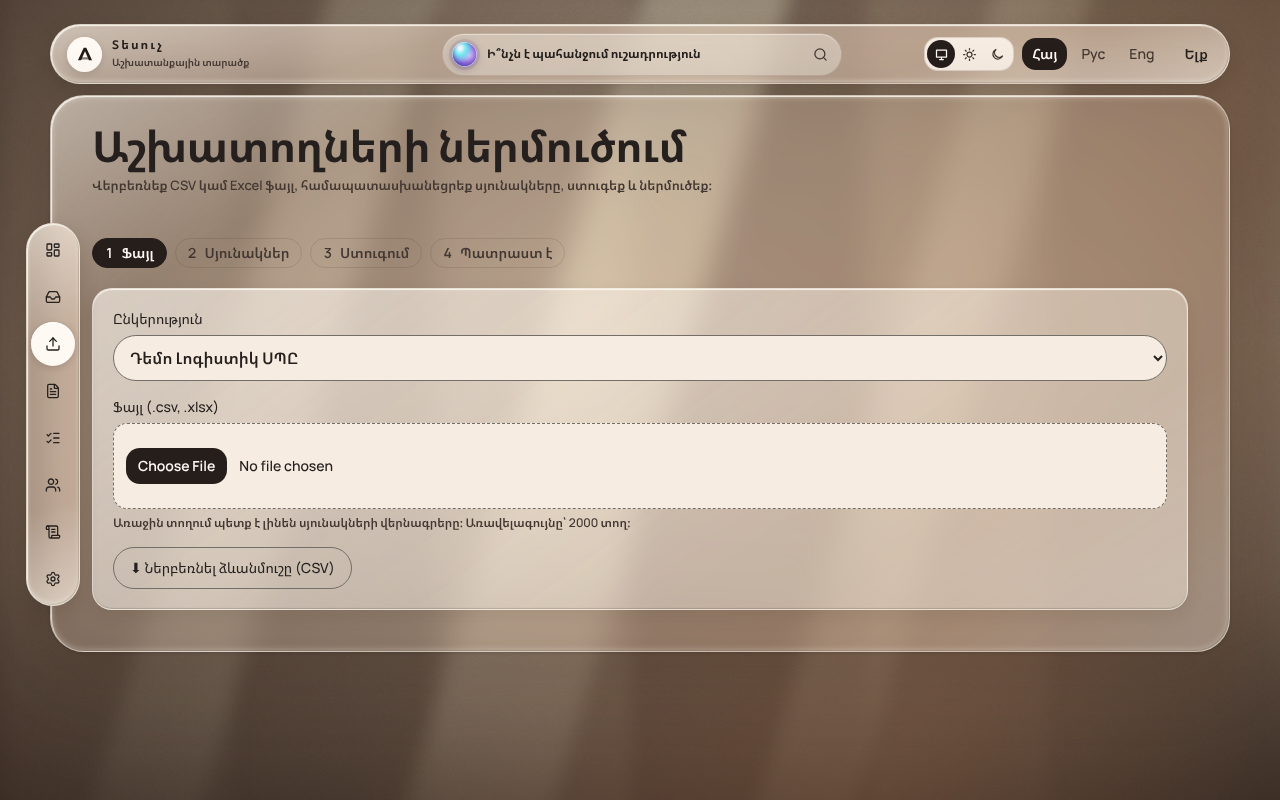 Տեսուչ
Աշխատանքային տարածք
Ի՞նչն է պահանջում ուշադրություն
Հայ
Рус
Eng
Ելք
Աշխատողների ներմուծում
Վերբեռնեք CSV կամ Excel ֆայլ, համապատասխանեցրեք սյունակները, ստուգեք և ներմուծեք:
1 Ֆայլ
2 Սյունակներ
3 Ստուգում
4 Պատրաստ է
Ընկերություն
Դեմո Լոգիստիկ ՍՊԸ
Ֆայլ (.csv, .xlsx)
Choose File No file chosen
Առաջին տողում պետք է լինեն սյունակների վերնագրերը: Առավելագույնը՝ 2000 տող:
⬇ Ներբեռնել ձևանմուշը (CSV)